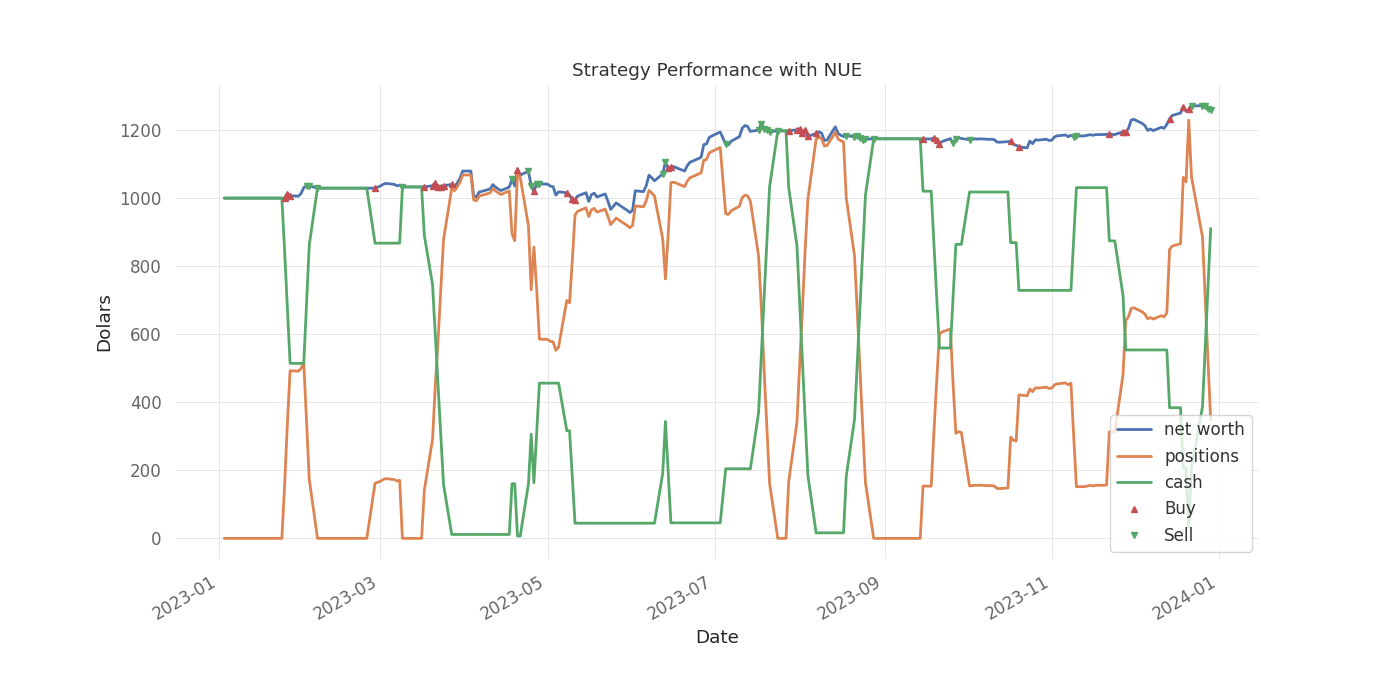 Strategy Performance with NUE
1200
1000
800
600
400
200
0
Dolars
net worth
positions
cash
Buy
Sell
2023-01
2023-03
2023-05
2023-07
2023-09
2023-11
2024-01
Date